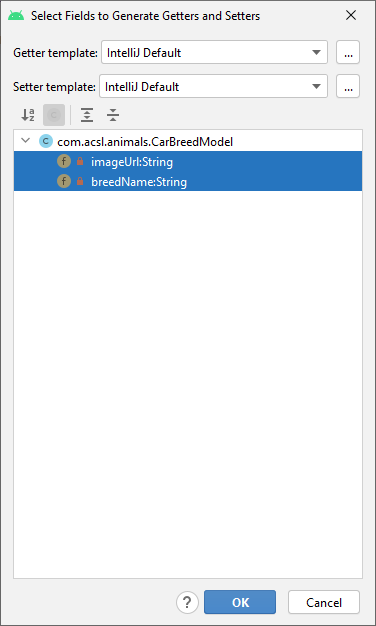 Select Fields to Generate Getters and Setters
Getter template: IntelliJ Default ...
Setter template: IntelliJ Default ...
com.acsl.animals.CarBreedModel
imageUrl:String
breedName:String
? OK Cancel